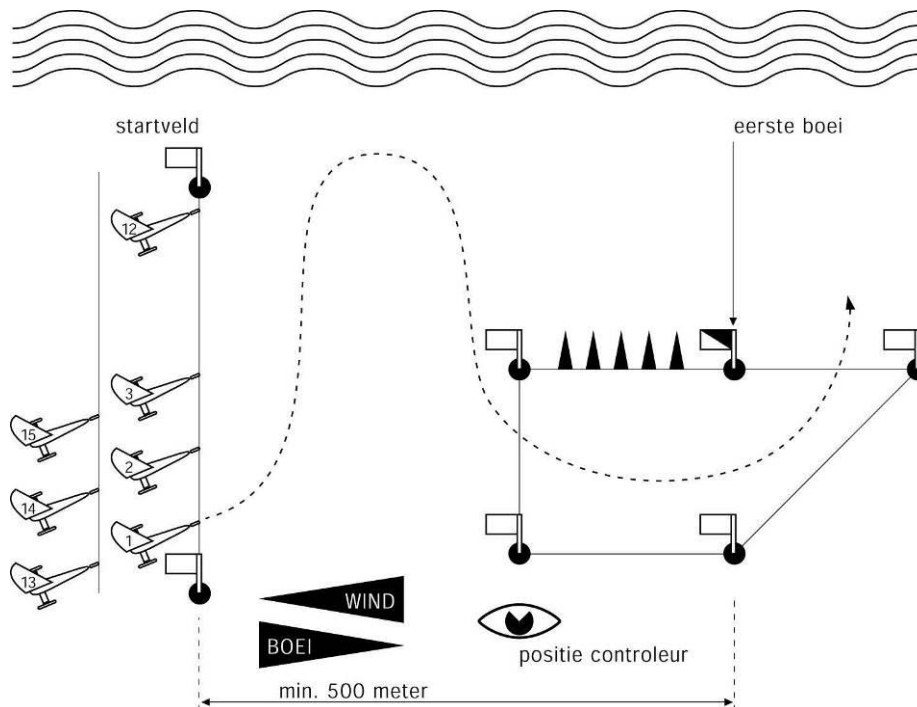 startveld
eerste boei
12
3
15
2
14
1
13
WIND
BOEI
positie controleur
min. 500 meter